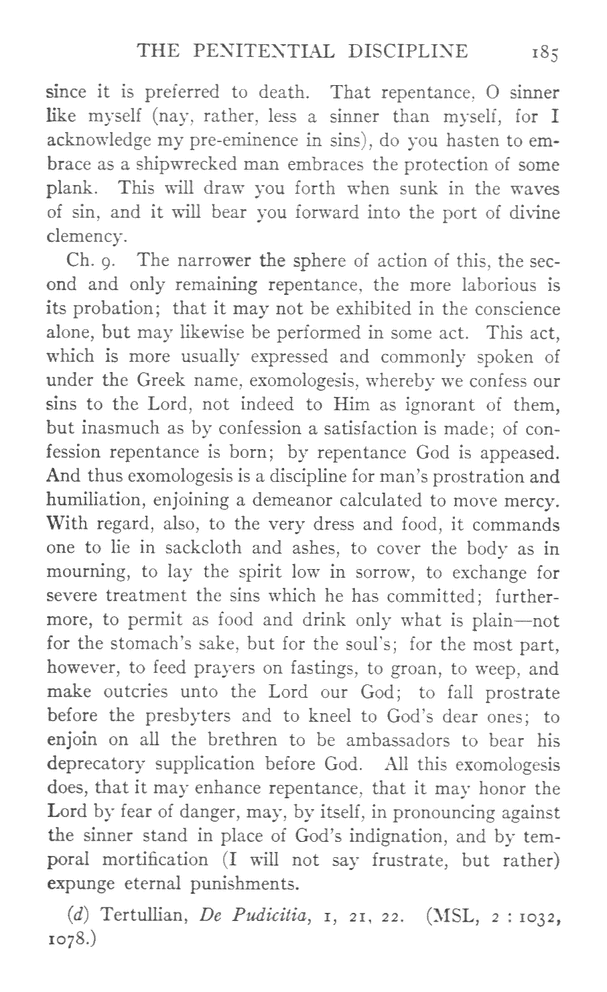 THE PENITENTIAL DISCIPLINE 185
since it is preferred to death. That repentance, O sinner
like myself (nay, rather, less a sinner than myself, for I
acknowledge my pre-eminence in sins), do you hasten to em-
brace as a shipwrecked man embraces the protection of some
plank. This will draw you forth when sunk in the waves
of sin, and it will bear you forward into the port of divine
clemency.
Ch. 9. The narrower the sphere of action of this, the sec-
ond and only remaining repentance, the more laborious is
its probation; that it may not be exhibited in the conscience
alone, but may likewise be performed in some act. This act,
which is more usually expressed and commonly spoken of
under the Greek name, exomologesis, whereby we confess our
sins to the Lord, not indeed to Him as ignorant of them,
but inasmuch as by confession a satisfaction is made; of con-
fession repentance is born; by repentance God is appeased.
And thus exomologesis is a discipline for man's prostration and
humiliation, enjoining a demeanor calculated to move mercy.
With regard, also, to the very dress and food, it commands
one to lie in sackcloth and ashes, to cover the body as in
mourning, to lay the spirit low in sorrow, to exchange for
severe treatment the sins which he has committed; further-
more, to permit as food and drink only what is plain—not
for the stomach's sake, but for the soul's; for the most part,
however, to feed prayers on fastings, to groan, to weep, and
make outcries unto the Lord our God; to fall prostrate
before the presbyters and to kneel to God's dear ones; to
enjoin on all the brethren to be ambassadors to bear his
deprecatory supplication before God. All this exomologesis
does, that it may enhance repentance, that it may honor the
Lord by fear of danger, may, by itself, in pronouncing against
the sinner stand in place of God's indignation, and by tem-
poral mortification (I will not say frustrate, but rather)
expunge eternal punishments.
(d) Tertullian, De Pudicitia, 1, 21, 22. (MSL, 2 : 1032,
1078.)